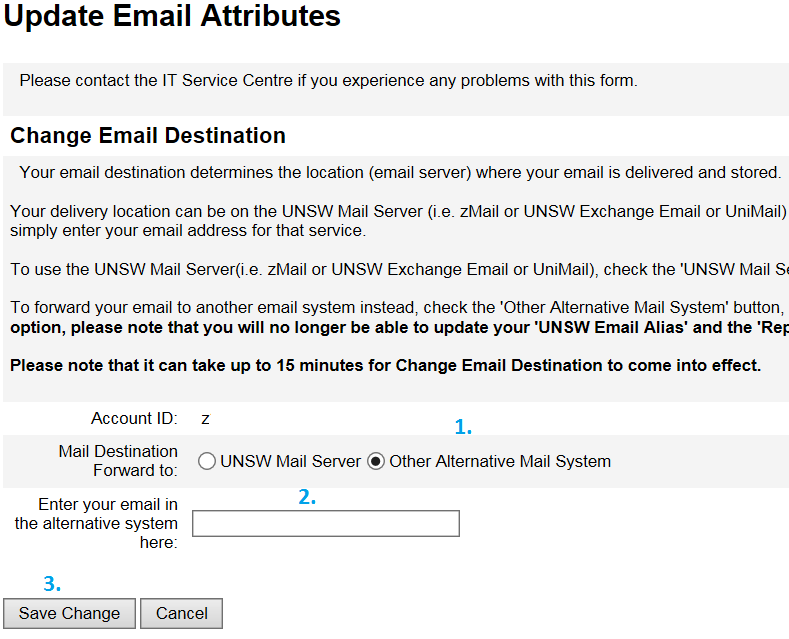 Update Email Attributes
Please contact the IT Service Centre if you experience any problems with this form.
Change Email Destination
Your email destination determines the location (email server) where your email is delivered and stored.
Your delivery location can be on the UNSW Mail Server (i.e. zMail or UNSW Exchange Email or UniMail)
simply enter your email address for that service.
To use the UNSW Mail Server(i.e. zMail or UNSW Exchange Email or UniMail), check the 'UNSW Mail Se
To forward your email to another email system instead, check the 'Other Alternative Mail System' button,
option, please note that you will no longer be able to update your 'UNSW Email Alias' and the 'Rep
Please note that it can take up to 15 minutes for Change Email Destination to come into effect.
Account ID: z
1.
Mail Destination
Forward to:
UNSW Mail Server Other Alternative Mail System
2.
Enter your email in
the alternative system
here:
3.
Save Change Cancel